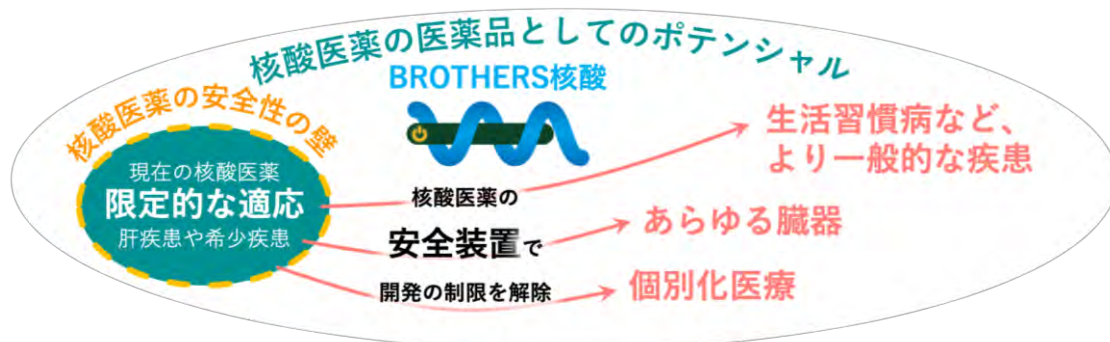 核酸医薬の医薬品としてのポテンシャル
BROTHERS核酸
核酸医薬の安全性の壁
現在の核酸医薬
限定的な適応
肝疾患や希少疾患
核酸医薬の
安全装置で
開発の制限を解除
生活習慣病など、
より一般的な疾患
あらゆる臓器
個別化医療